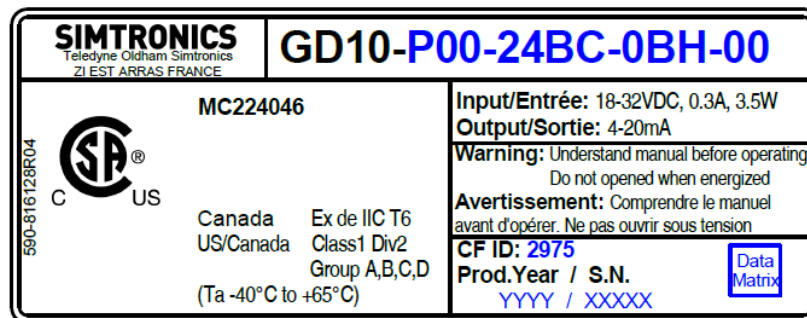 SIMTRONICS
Teledyne Oldham Simtronics
ZI EST ARRAS FRANCE
GD10-P00-24BC-0BH-00
590-816128R04
MC224046
SA ®
C US
Canada Ex de IIC T6
US/Canada Class1 Div2
Group A,B,C,D
(Ta -40°C to +65°C)
Input/Entrée: 18-32VDC, 0.3A, 3.5W
Output/Sortie: 4-20mA
Warning: Understand manual before operating
Do not opened when energized
Avertissement: Comprendre le manuel
avant d'opérer. Ne pas ouvrir sous tension
CF ID: 2975
Prod.Year / S.N.
YYYY / XXXXX
Data
Matrix